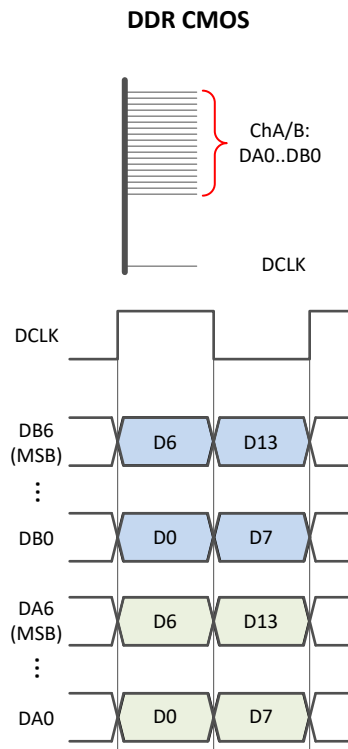 DDR CMOS
ChA/B:
DA0..DB0
DCLK
DCLK
DB6
(MSB)
D6 D13
⋮
DB0 D0 D7
DA6
(MSB)
D6 D13
⋮
DA0 D0 D7